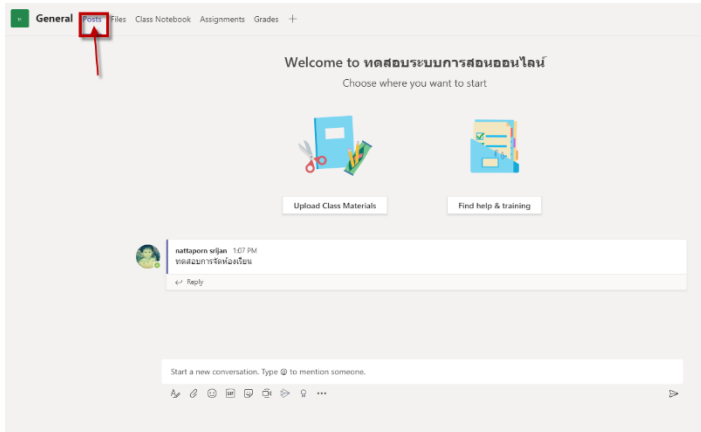 General Posts Files Class Notebook Assignments Grades +
Welcome to ทดสอบระบบการสอนออนไลน์
Choose where you want to start
Upload Class Materials Find help & training
nattaporn srijan 1:07 PM
ทดสอบการจัดห้องเรียน
Reply
Start a new conversation. Type @ to mention someone.
GIF